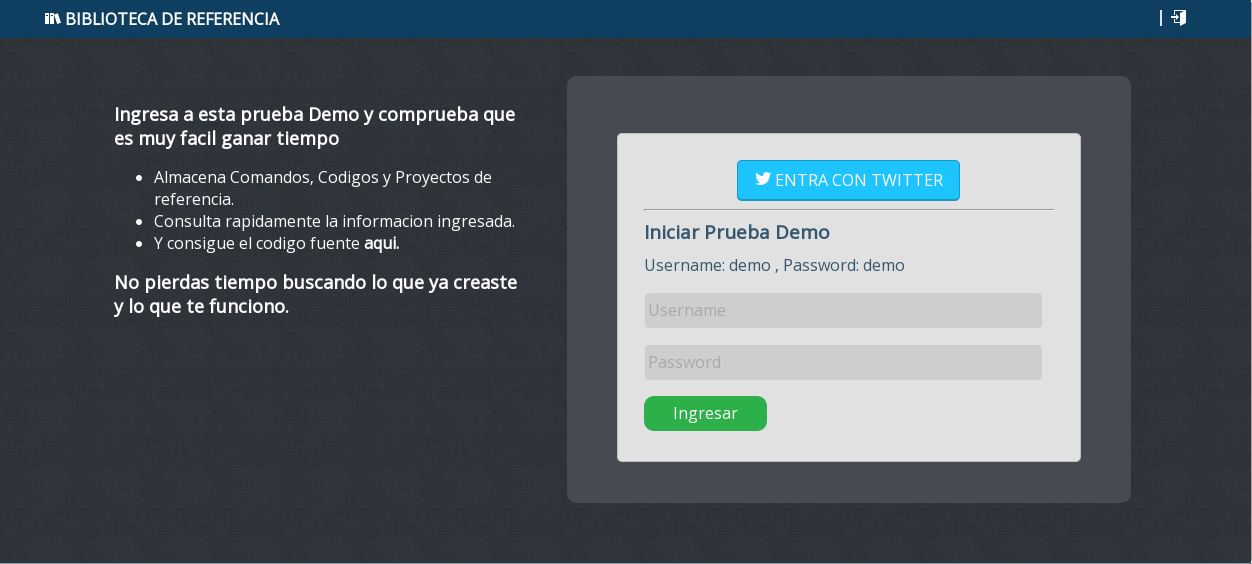 BIBLIOTECA DE REFERENCIA
Ingresa a esta prueba Demo y comprueba que
es muy facil ganar tiempo
Almacena Comandos, Codigos y Proyectos de
referencia.
Consulta rapidamente la informacion ingresada.
Y consigue el codigo fuente aqui.
No pierdas tiempo buscando lo que ya creaste
y lo que te funciono.
ENTRA CON TWITTER
Iniciar Prueba Demo
Username: demo , Password: demo
Username
Password
Ingresar